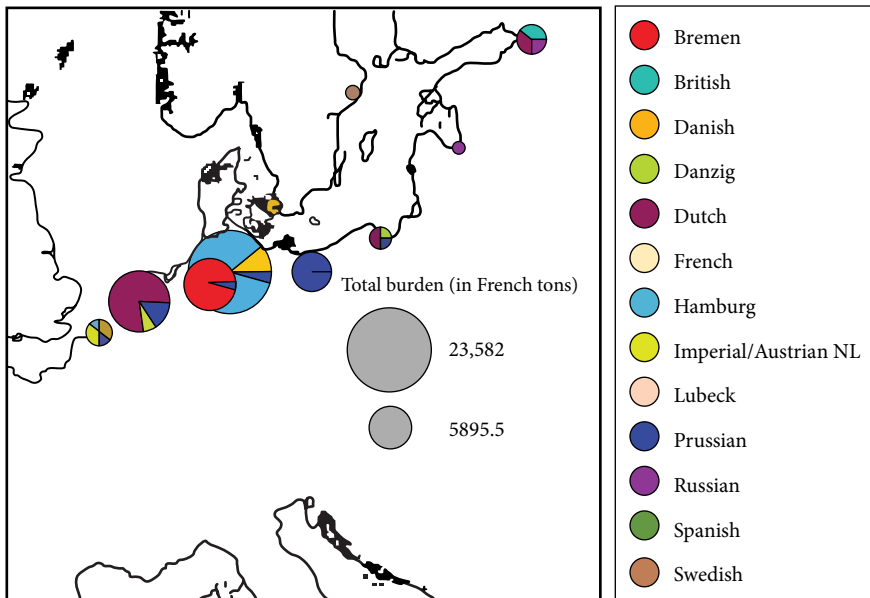 Total burden (in French tons)
23,582
5895.5
Bremen
British
Danish
Danzig
Dutch
French
Hamburg
Imperial/Austrian NL
Lubeck
Prussian
Russian
Spanish
Swedish